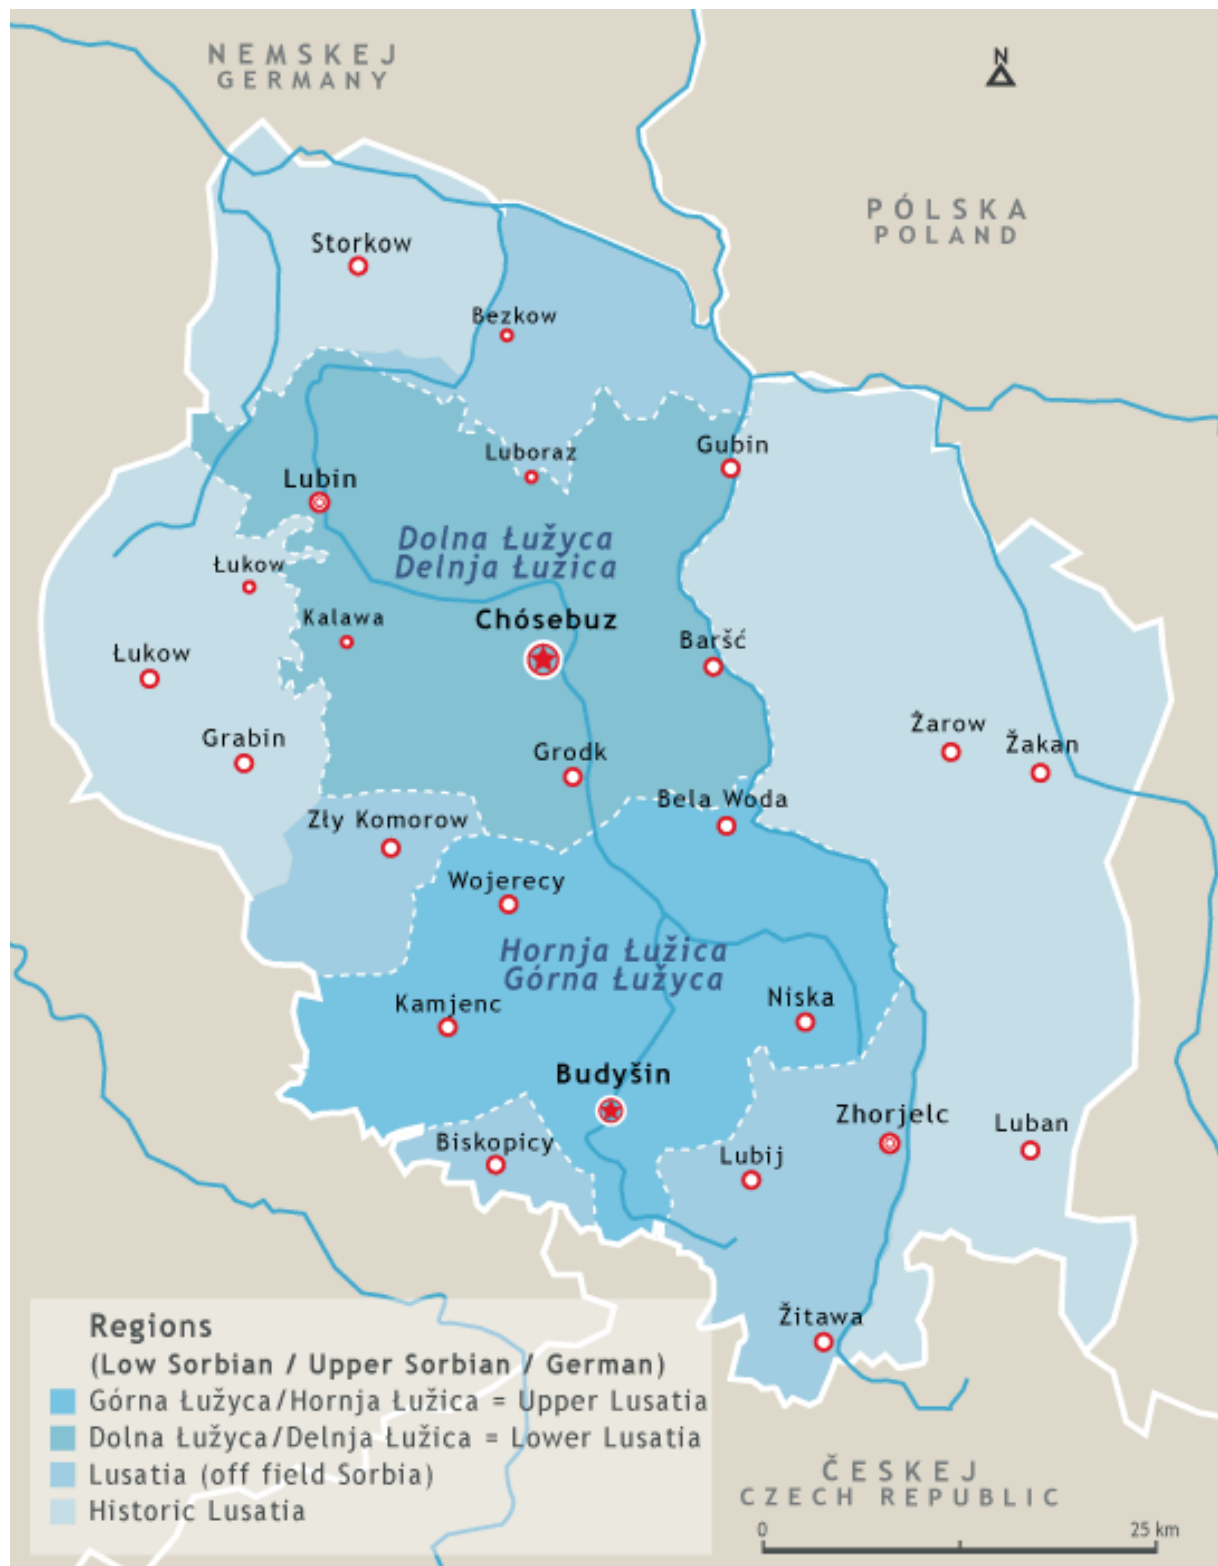 NEMSKEJ
GERMANY
N
PÓLSKA
POLAND
Storkow
Bezkow
Gubin
Luboraz
Lubin
Dolna Łužyca
Delnja Łužica
Łukow
Kalawa
Chósebuz
Baršć
Łukow
Grabin
Žarow
Žakan
Grodk
Bela Woda
Zły Komorow
Wojerecy
Hornja Łužica
Górna Łužyca
Kamjenc
Niska
Budyšin
Zhorjelc
Luban
Biskopicy
Lubij
Žitawa
Regions
(Low Sorbian / Upper Sorbian / German)
Górna Łužyca/Hornja Łužica = Upper Lusatia
Dolna Łužyca/Delnja Łužica = Lower Lusatia
Lusatia (off field Sorbia)
Historic Lusatia
ČESKEJ
CZECH REPUBLIC
0 25 km